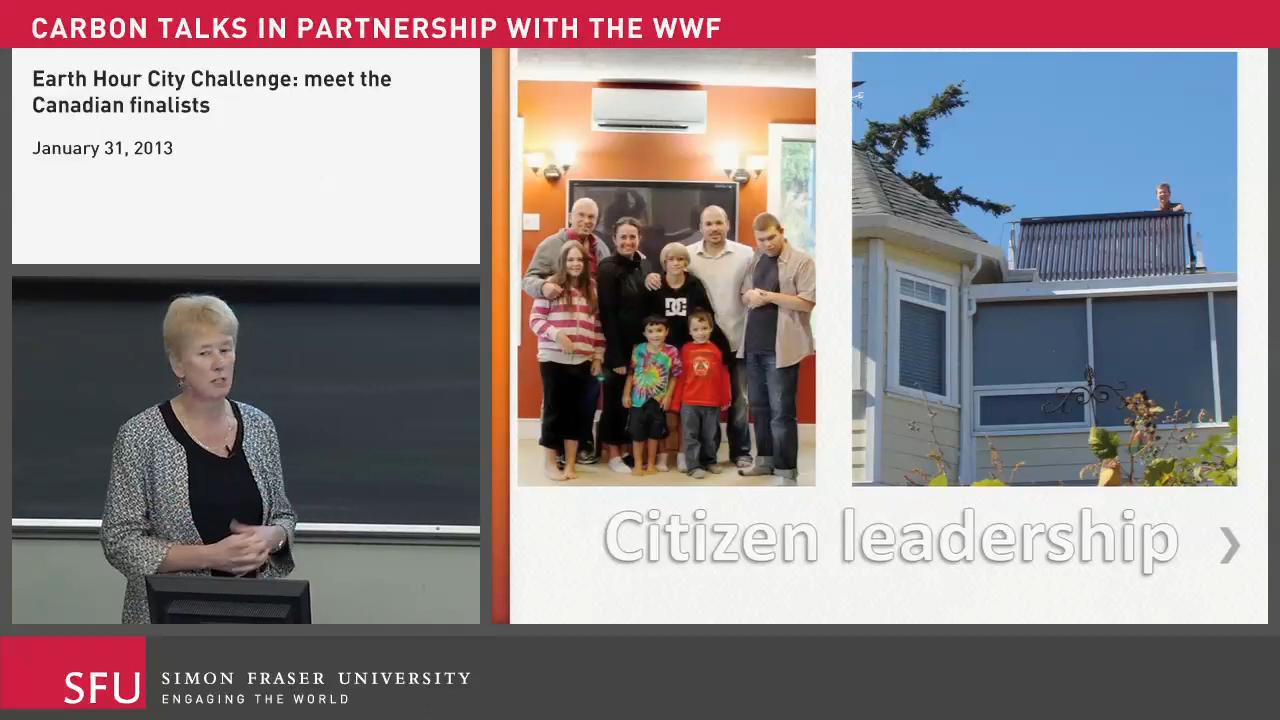 CARBON TALKS IN PARTNERSHIP WITH THE WWF
Earth Hour City Challenge: meet the
Canadian finalists
January 31, 2013
DC
Citizen leadership
SFU
SIMON FRASER UNIVERSITY
ENGAGING THE WORLD